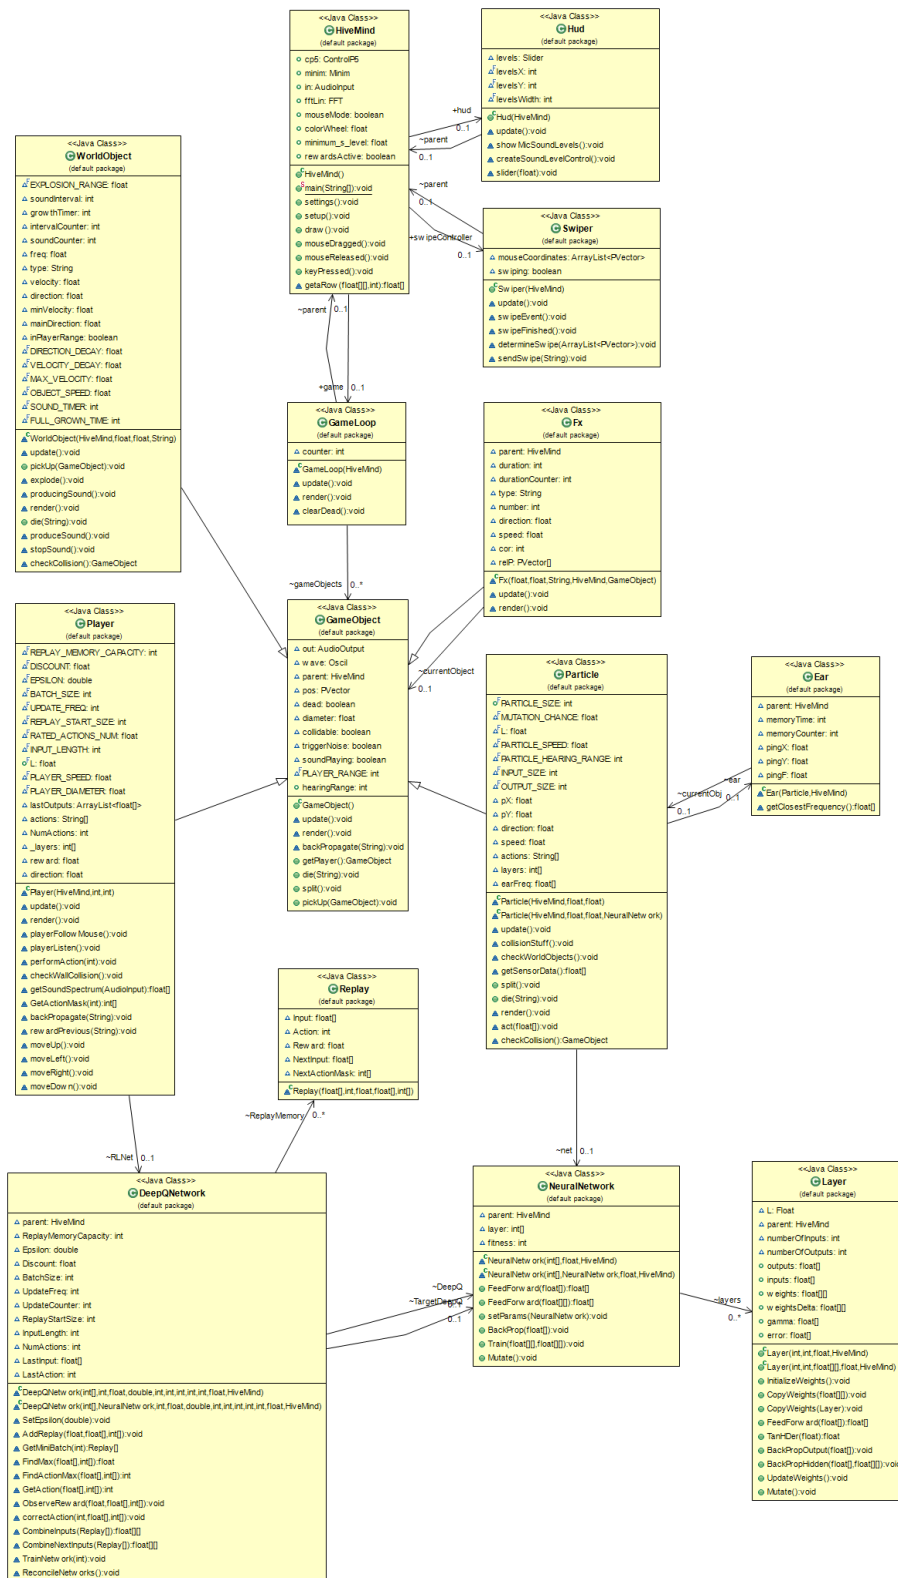 <<Java Class>>
HiveMind
(default package)
cp5: ControlP5
minim: Minim
in: AudioInput
fftLin: FFT
mouseMode: boolean
colorWheel: float
minimum_s_level: float
rewardsActive: boolean
HiveMind()
main(String[]):void
settings():void
setup():void
draw():void
mouseDragged():void
mouseReleased():void
keyPressed():void
getaRow(float[][],int):float[]
<<Java Class>>
Hud
(default package)
levels: Slider
levelsX: int
levelsY: int
levelsWidth: int
Hud(HiveMind)
update():void
showMicSoundLevels():void
createSoundLevelControl():void
slider(float):void
+hud
0..1
~parent
0..1
~parent
0..1
+swipeController
0..1
<<Java Class>>
Swiper
(default package)
mouseCoordinates: ArrayList<PVector>
swiping: boolean
Swiper(HiveMind)
update():void
swipeEvent():void
swipeFinished():void
determineSwipe(ArrayList<PVector>):void
sendSwipe(String):void
<<Java Class>>
WorldObject
(default package)
EXPLOSION_RANGE: float
soundInterval: int
growthTimer: int
intervalCounter: int
soundCounter: int
freq: float
type: String
velocity: float
direction: float
minVelocity: float
mainDirection: float
inPlayerRange: boolean
DIRECTION_DECAY: float
VELOCITY_DECAY: float
MAX_VELOCITY: float
OBJECT_SPEED: float
SOUND_TIMER: int
FULL_GROWN_TIME: int
WorldObject(HiveMind,float,float,String)
update():void
pickUp(GameObject):void
explode():void
producingSound():void
render():void
die(String):void
produceSound():void
stopSound():void
checkCollision():GameObject
~parent
0..1
+game
0..1
<<Java Class>>
GameLoop
(default package)
counter: int
GameLoop(HiveMind)
update():void
render():void
clearDead():void
~gameObjects
0..*
<<Java Class>>
Fx
(default package)
parent: HiveMind
duration: int
durationCounter: int
type: String
number: int
direction: float
speed: float
cor: int
relP: PVector[]
Fx(float,float,String,HiveMind,GameObject)
update():void
render():void
~currentObject
0..1
<<Java Class>>
GameObject
(default package)
out: AudioOutput
wave: Oscil
parent: HiveMind
pos: PVector
dead: boolean
diameter: float
collidable: boolean
triggerNoise: boolean
soundPlaying: boolean
PLAYER_RANGE: int
hearingRange: int
GameObject()
update():void
render():void
backPropagate(String):void
getPlayer():GameObject
die(String):void
split():void
pickUp(GameObject):void
<<Java Class>>
Player
(default package)
REPLAY_MEMORY_CAPACITY: int
DISCOUNT: float
EPSILON: double
BATCH_SIZE: int
UPDATE_FREQ: int
REPLAY_START_SIZE: int
RATED_ACTIONS_NUM: float
INPUT_LENGTH: int
L: float
PLAYER_SPEED: float
PLAYER_DIAMETER: float
lastOutputs: ArrayList<float[]>
actions: String[]
NumActions: int
_layers: int[]
reward: float
direction: float
Player(HiveMind,int,int)
update():void
render():void
playerFollowMouse():void
playerListen():void
performAction(int):void
checkWallCollision():void
getSoundSpectrum(AudioInput):float[]
GetActionMask(int):int[]
backPropagate(String):void
rewardPrevious(String):void
moveUp():void
moveLeft():void
moveRight():void
moveDown():void
<<Java Class>>
Particle
(default package)
PARTICLE_SIZE: int
MUTATION_CHANCE: float
L: float
PARTICLE_SPEED: float
PARTICLE_HEARING_RANGE: int
INPUT_SIZE: int
OUTPUT_SIZE: int
pX: float
pY: float
direction: float
speed: float
actions: String[]
layers: int[]
earFreq: float[]
Particle(HiveMind,float,float)
Particle(HiveMind,float,float,NeuralNetwork)
update():void
collisionStuff():void
checkWorldObjects():void
getSensorData():float[]
split():void
die(String):void
render():void
act(float[]):void
checkCollision():GameObject
<<Java Class>>
Ear
(default package)
parent: HiveMind
memoryTime: int
memoryCounter: int
pingX: float
pingY: float
pingF: float
Ear(Particle,HiveMind)
getClosestFrequency():float[]
~ear
0..1
~currentObj
0..1
<<Java Class>>
Replay
(default package)
Input: float[]
Action: int
Reward: float
NextInput: float[]
NextActionMask: int[]
Replay(float[],int,float,float[],int[])
~ReplayMemory
0..*
~RLNet
0..1
~net
0..1
<<Java Class>>
DeepQNetwork
(default package)
parent: HiveMind
ReplayMemoryCapacity: int
Epsilon: double
Discount: float
BatchSize: int
UpdateFreq: int
UpdateCounter: int
ReplayStartSize: int
InputLength: int
NumActions: int
LastInput: float[]
LastAction: int
DeepQNetwork(int[],int,float,double,int,int,int,int,int,float,HiveMind)
DeepQNetwork(int[],NeuralNetwork,int,float,double,int,int,int,int,int,float,HiveMind)
SetEpsilon(double):void
AddReplay(float,float[],int[]):void
GetMiniBatch(int):Replay[]
FindMax(float[],int[]):float
FindActionMax(float[],int[]):int
GetAction(float[],int[]):int
ObserveReward(float,float[],int[]):void
correctAction(int,float[],int[]):void
CombineInputs(Replay[]):float[][]
CombineNextInputs(Replay[]):float[][]
TrainNetwork(int):void
ReconcileNetworks():void
~DeepQ
0..1
~TargetDeepQ
0..1
<<Java Class>>
NeuralNetwork
(default package)
parent: HiveMind
layer: int[]
fitness: int
NeuralNetwork(int[],float,HiveMind)
NeuralNetwork(int[],NeuralNetwork,float,HiveMind)
FeedForward(float[]):float[]
FeedForward(float[][]):float[]
setParams(NeuralNetwork):void
BackProp(float[]):void
Train(float[][],float[][]):void
Mutate():void
~layers
0..*
<<Java Class>>
Layer
(default package)
L: Float
parent: HiveMind
numberOfInputs: int
numberOfOutputs: int
outputs: float[]
inputs: float[]
weights: float[][]
weightsDelta: float[][]
gamma: float[]
error: float[]
Layer(int,int,float,HiveMind)
Layer(int,int,float[][],float,HiveMind)
InitializeWeights():void
CopyWeights(float[][]):void
CopyWeights(Layer):void
FeedForward(float[]):float[]
TanHDer(float):float
BackPropOutput(float[]):void
BackPropHidden(float[],float[][]):void
UpdateWeights():void
Mutate():void